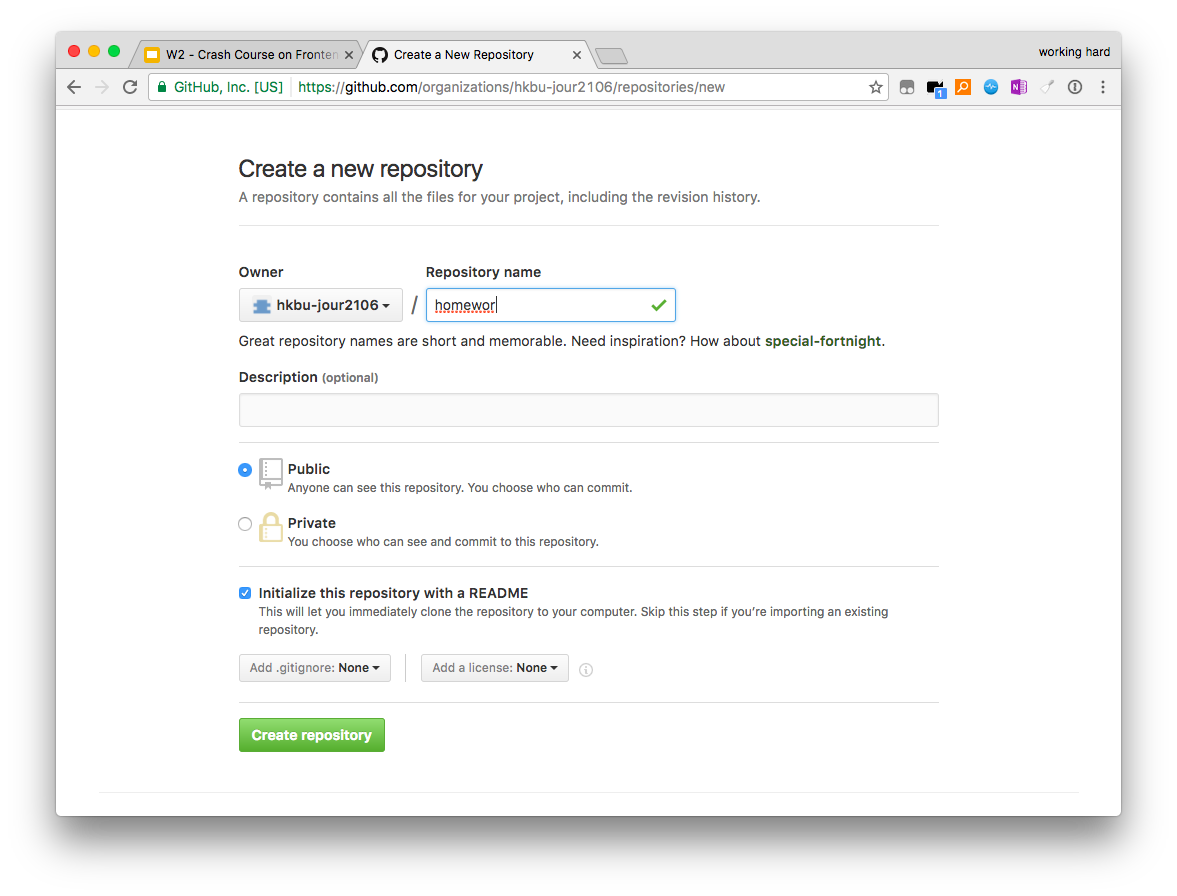 W2 - Crash Course on Fronten
Create a New Repository
working hard
GitHub, Inc. [US]
https://github.com/organizations/hkbu-jour2106/repositories/new
1
N
Create a new repository
A repository contains all the files for your project, including the revision history.
Owner
Repository name
hkbu-jour2106 / homewor
Great repository names are short and memorable. Need inspiration? How about special-fortnight.
Description (optional)
Public
Anyone can see this repository. You choose who can commit.
Private
You choose who can see and commit to this repository.
Initialize this repository with a README
This will let you immediately clone the repository to your computer. Skip this step if you’re importing an existing
repository.
Add .gitignore: None
Add a license: None
Create repository